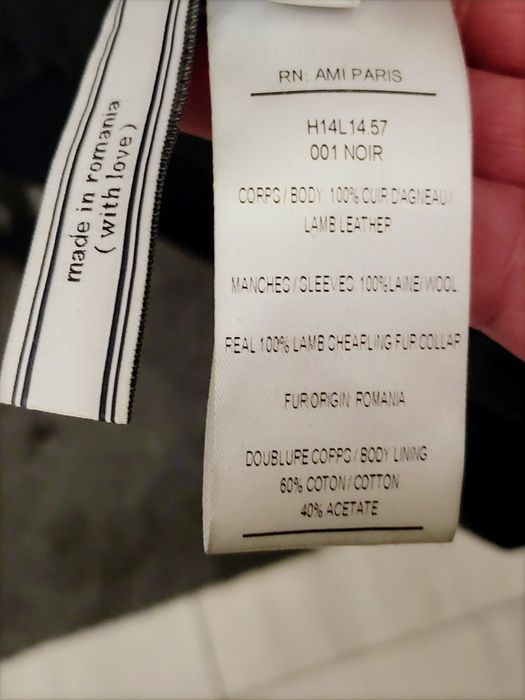 made in romania
( with love )
RN: AMI PARIS
H14L14.57
001 NOIR
CORPS / BODY: 100% CUIR D'AGNEAU/
LAMB LEATHER
MANCHES / SLEEVES: 100%LAINE/ WOOL
REAL 100% LAMB SHEARLING FUR COLLAR
FUR ORIGIN: ROMANIA
DOUBLURE CORPS / BODY LINING
60% COTON / COTTON
40% ACETATE